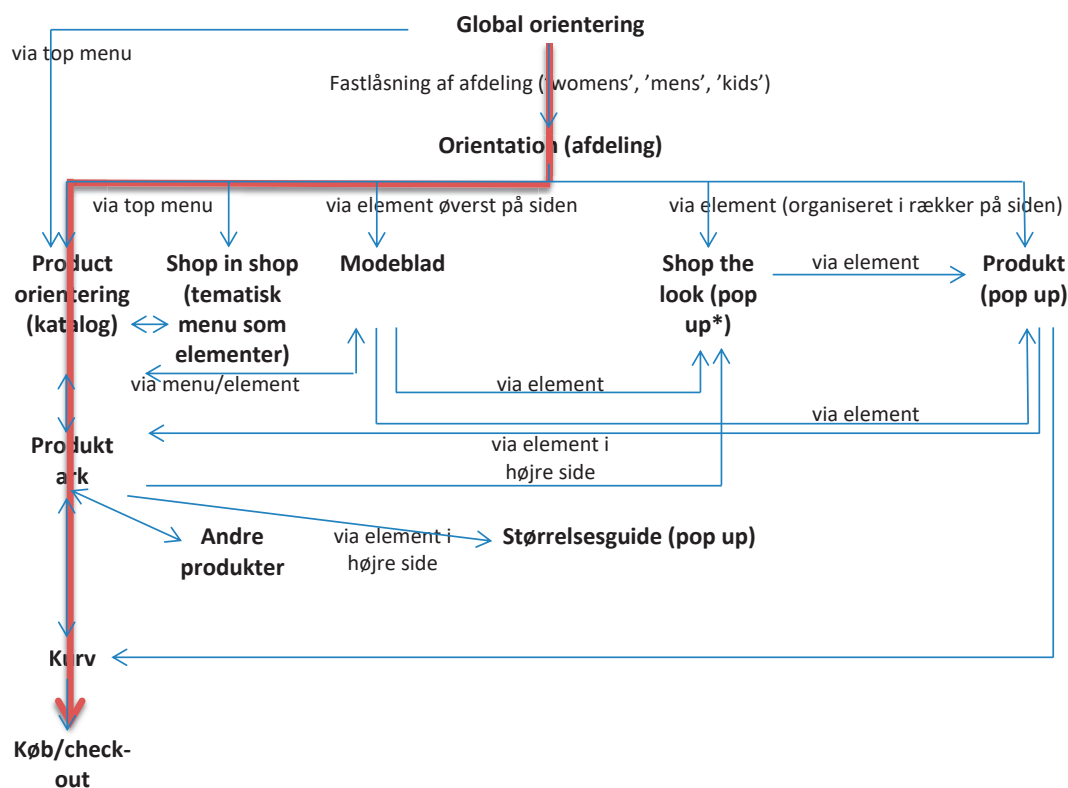 Global orientering
via top menu
Fastlåsning af afdeling ('womens', 'mens', 'kids')
Orientation (afdeling)
via top menu
via element øverst på siden
via element (organiseret i rækker på siden)
Product
orientering
(katalog)
Shop in shop
(tematisk
menu som
elementer)
Modeblad
Shop the
look (pop
up*)
via element
Produkt
(pop up)
via menu/element
via element
via element
Produkt
ark
via element i
højre side
Andre
produkter
via element i
højre side
Størrelsesguide (pop up)
Kurv
Køb/check-
out